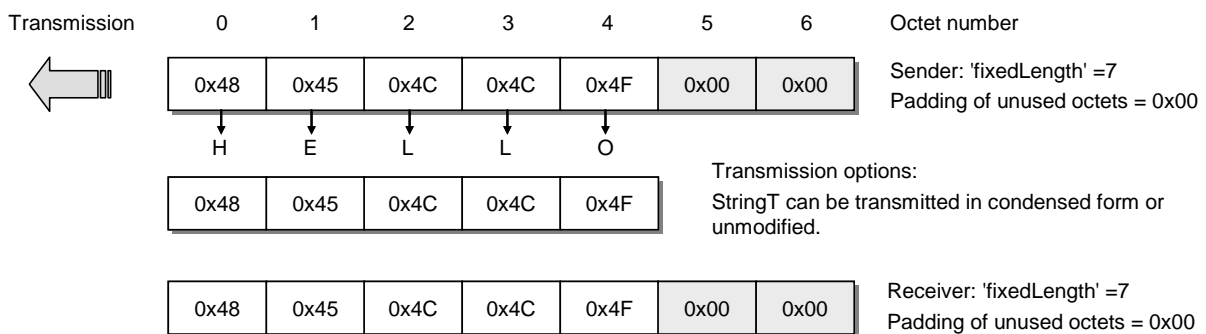 Transmission 0 1 2 3 4 5 6 Octet number
0x48 0x45 0x4C 0x4C 0x4F 0x00 0x00
Sender: 'fixedLength' =7
Padding of unused octets = 0x00
H E L L O
Transmission options:
StringT can be transmitted in condensed form or
unmodified.
0x48 0x45 0x4C 0x4C 0x4F
0x48 0x45 0x4C 0x4C 0x4F 0x00 0x00
Receiver: 'fixedLength' =7
Padding of unused octets = 0x00